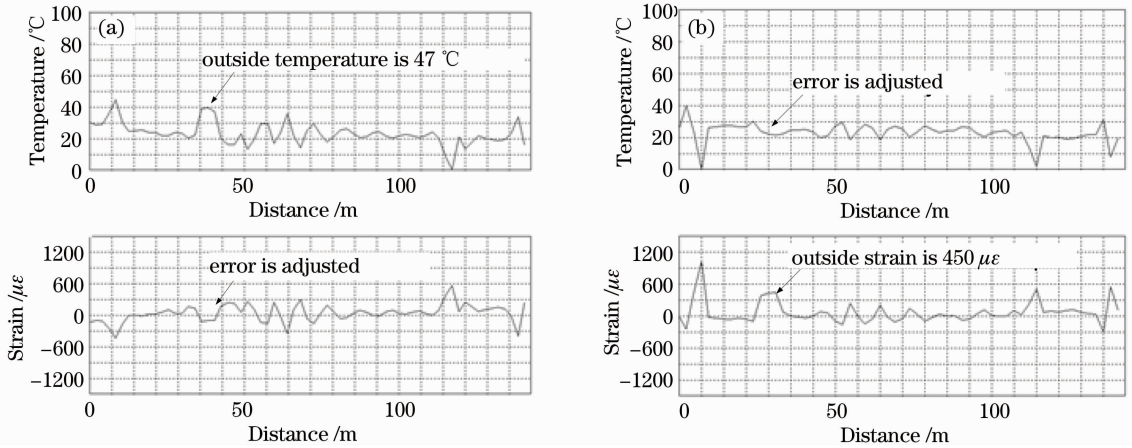 100
80
60
40
20
0
Temperature /℃
(a)
outside temperature is 47 ℃
0
50
100
Distance /m
1200
600
0
−600
−1200
Strain /με
error is adjusted
0
50
100
Distance /m
100
80
60
40
20
0
Temperature /℃
(b)
error is adjusted
0
50
100
Distance /m
1200
600
0
−600
−1200
Strain /με
outside strain is 450 με
0
50
100
Distance /m